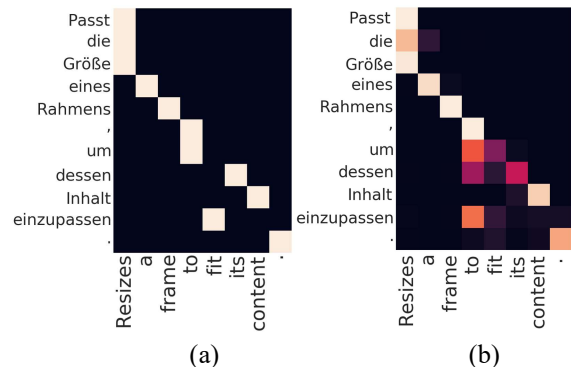 Passt
die
Größe
eines
Rahmens
,
um
dessen
Inhalt
einzupassen
.
Resizes
a
frame
to
fit
its
content
.
(a)
Passt
die
Größe
eines
Rahmens
,
um
dessen
Inhalt
einzupassen
.
Resizes
a
frame
to
fit
its
content
.
(b)